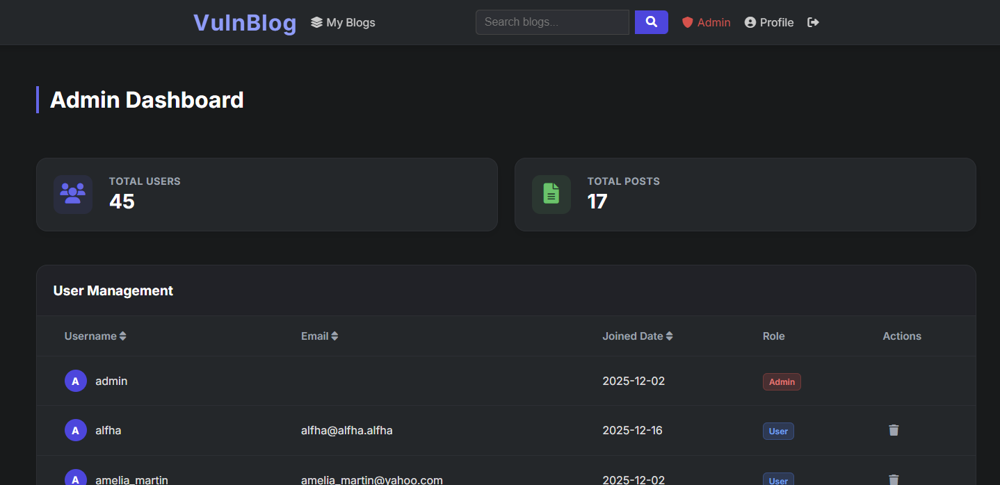 VulnBlog My Blogs Search blogs... Admin Profile
Admin Dashboard
TOTAL USERS
45
TOTAL POSTS
17
User Management
Username Email Joined Date Role Actions
A admin 2025-12-02 Admin
A alfha alfha@alfha.alfha 2025-12-16 User
A amelia_martin amelia_martin@yahoo.com 2025-12-02 User